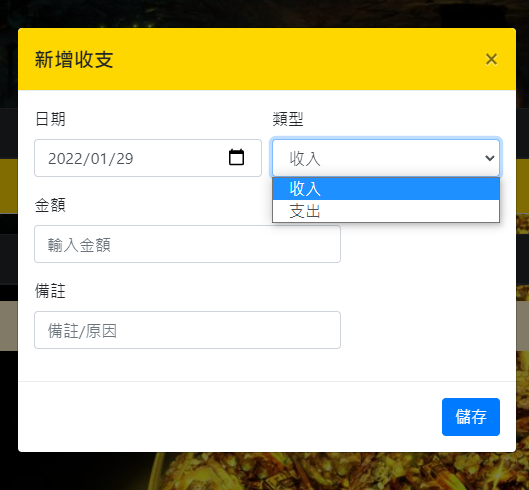 新增收支
×
日期
類型
2022/01/29
收入
收入
支出
金額
輸入金額
備註
備註/原因
儲存